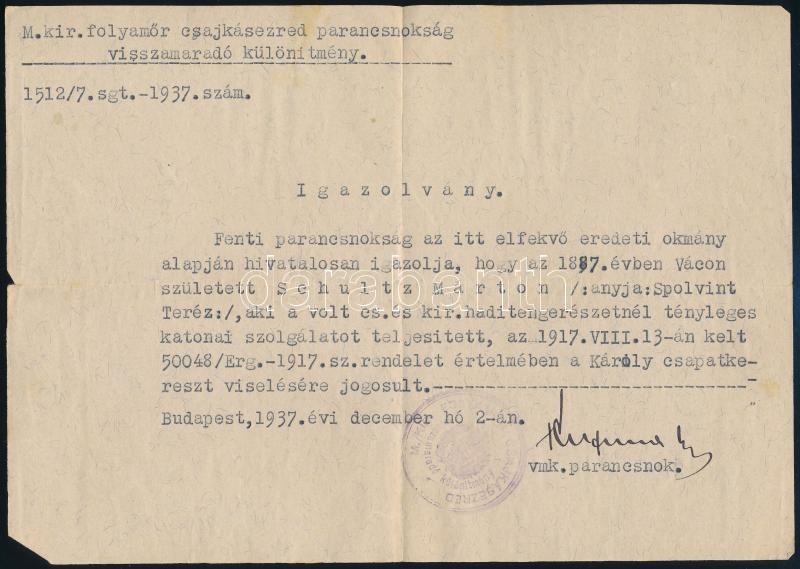 M.kir.folyamőr csajkásezred parancsnokság
visszamaradó különitmény.
1512/7.sgt.-1937.szám.
I g a z o l v á n y.
Fenti parancsnokság az itt elfekvő eredeti okmány
alapján hivatalosan igazolja, hogy az 1887.évben Vácon
született S c h u l t z  M á r t o n /:anyja:Spolvint
Teréz:/,aki a volt cs.és kir.haditengerészetnél tényleges
katonai szolgálatot teljesitett, az 1917.VIII.13-án kelt
50048/Erg.-1917.sz.rendelet értelmében a Károly csapatke-
reszt viselésére jogosult.
Budapest,1937.évi december hó 2-án.
vmk.parancsnok.
darabanth